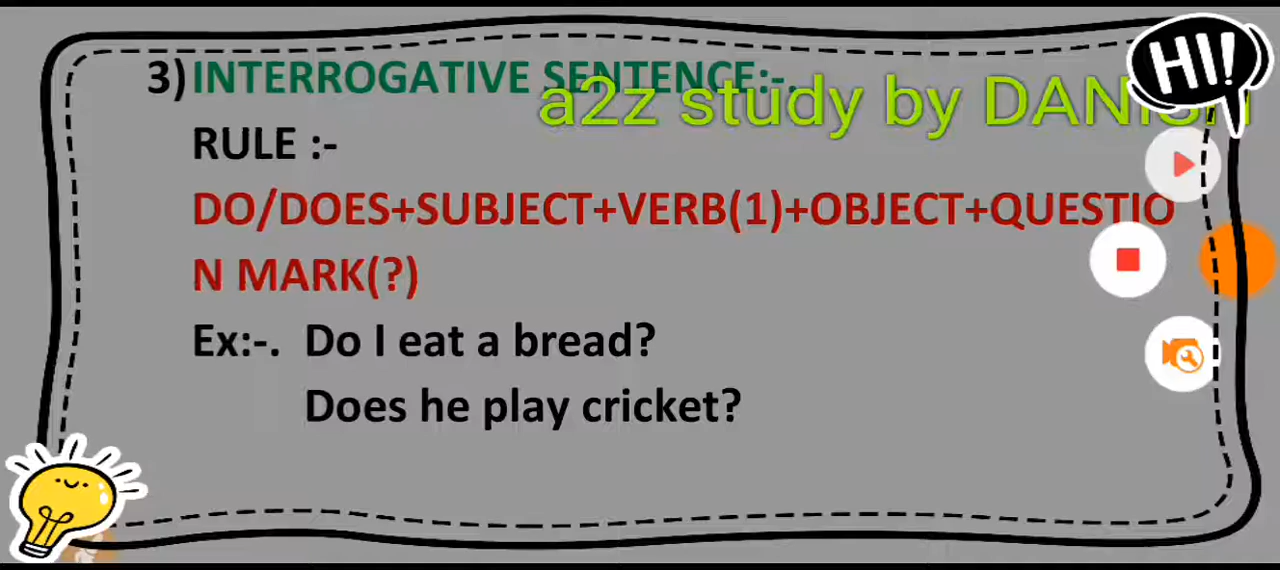 HI!
3)INTERROGATIVE SENTENCE:-.
a2z study by DANISH
RULE :-
DO/DOES+SUBJECT+VERB(1)+OBJECT+QUESTIO
N MARK(?)
Ex:-. Do I eat a bread?
Does he play cricket?